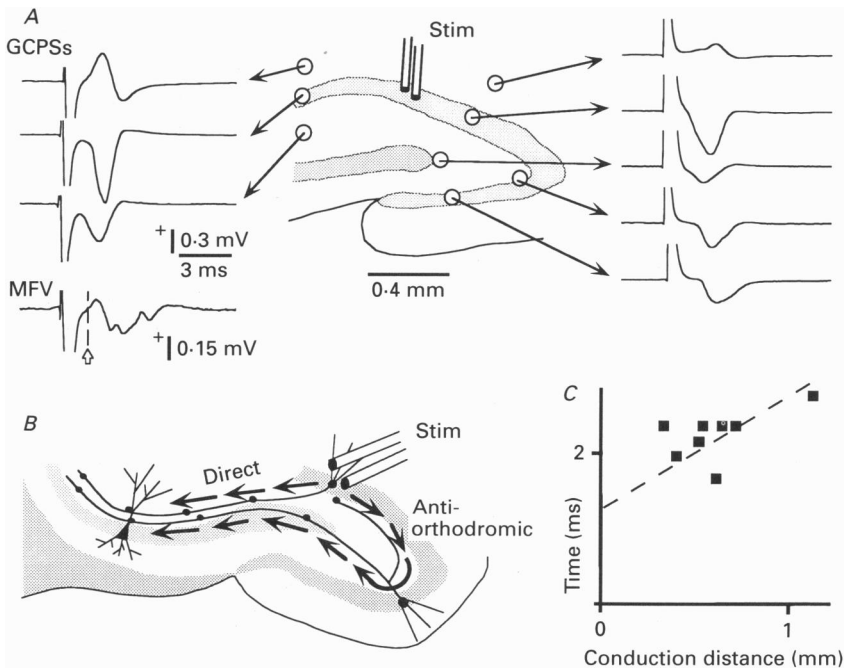 A
GCPSs
Stim
+
0·3 mV
3 ms
MFV
+
0·15 mV
0·4 mm
B
Direct
Stim
Anti-
orthodromic
C
2
Time (ms)
0
1
Conduction distance (mm)